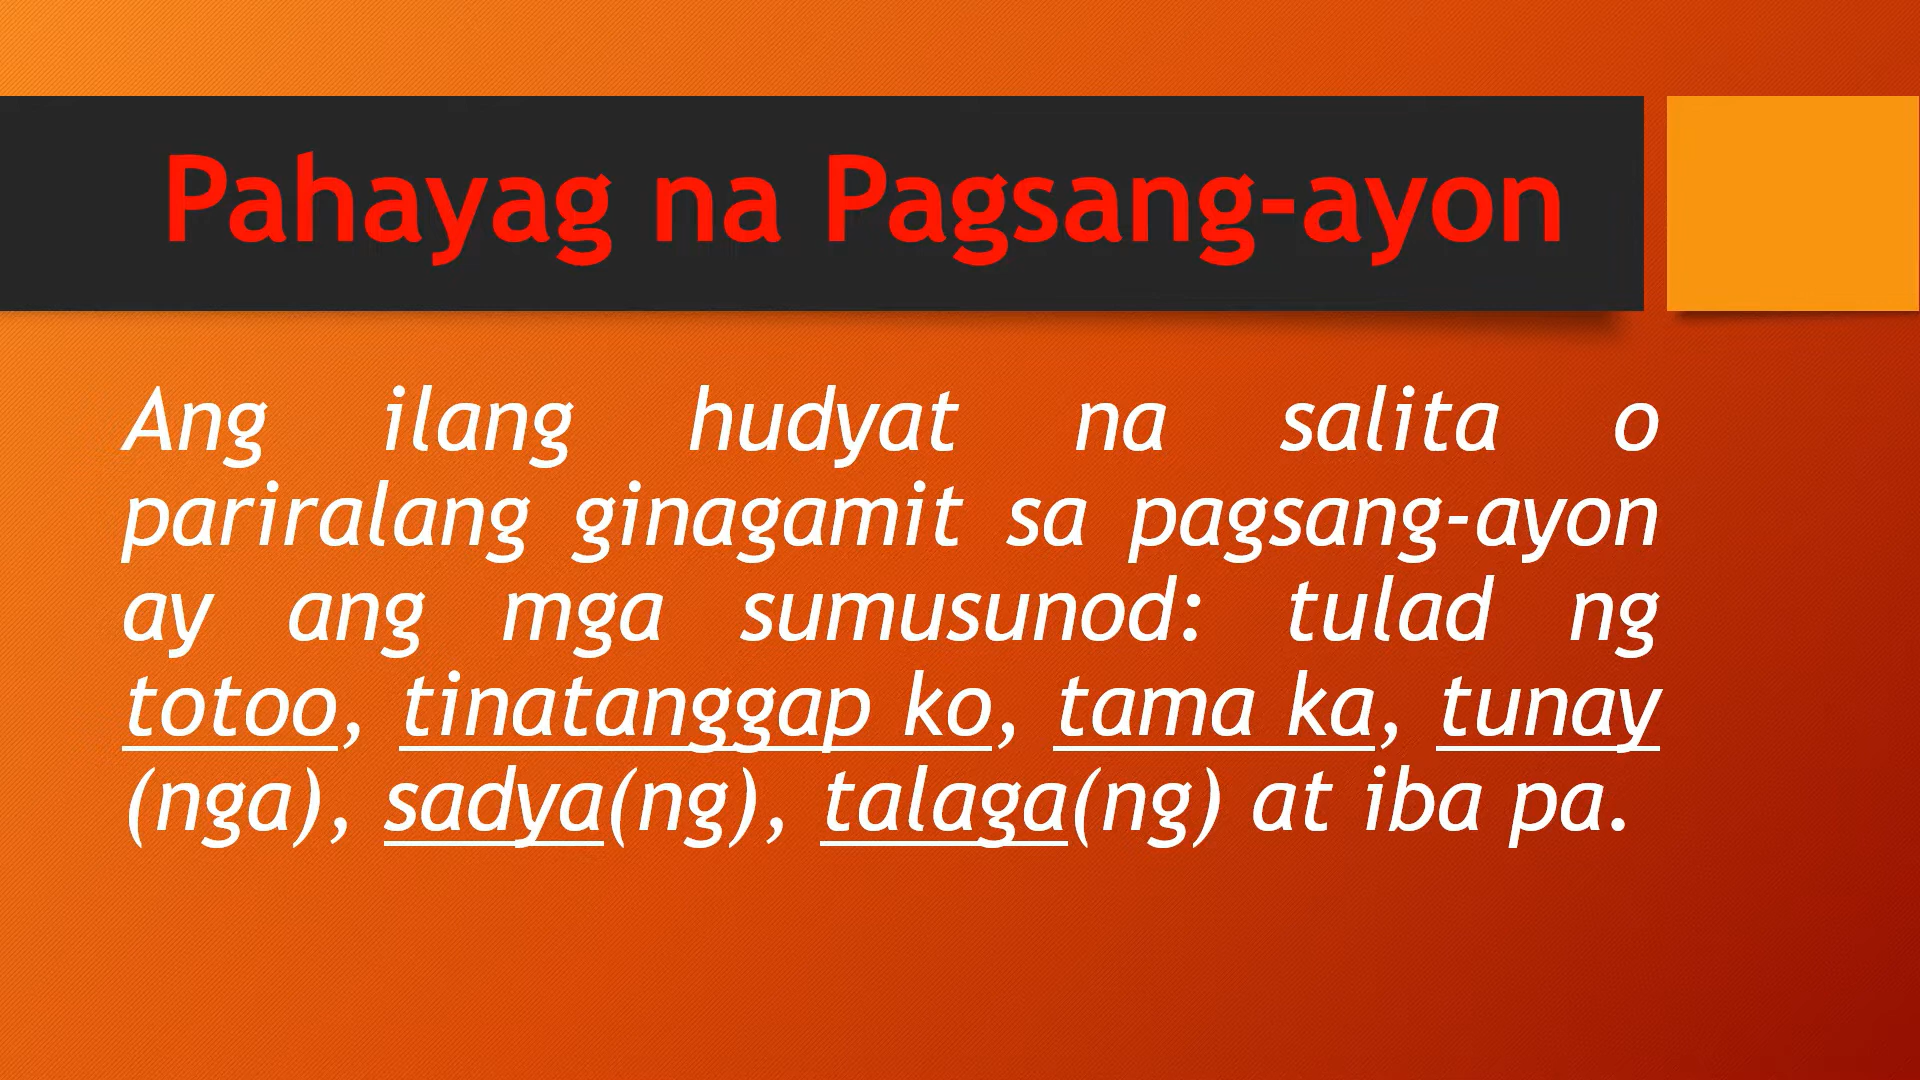 Pahayag na Pagsang-ayon
Ang ilang hudyat na salita o
pariralang ginagamit sa pagsang-ayon
ay ang mga sumusunod: tulad ng
totoo, tinatanggap ko, tama ka, tunay
(nga), sadya(ng), talaga(ng) at iba pa.